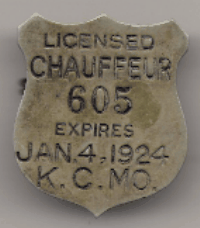 LICENSED
CHAUFFEUR
605
EXPIRES
JAN.4,1924
K.C.MO.